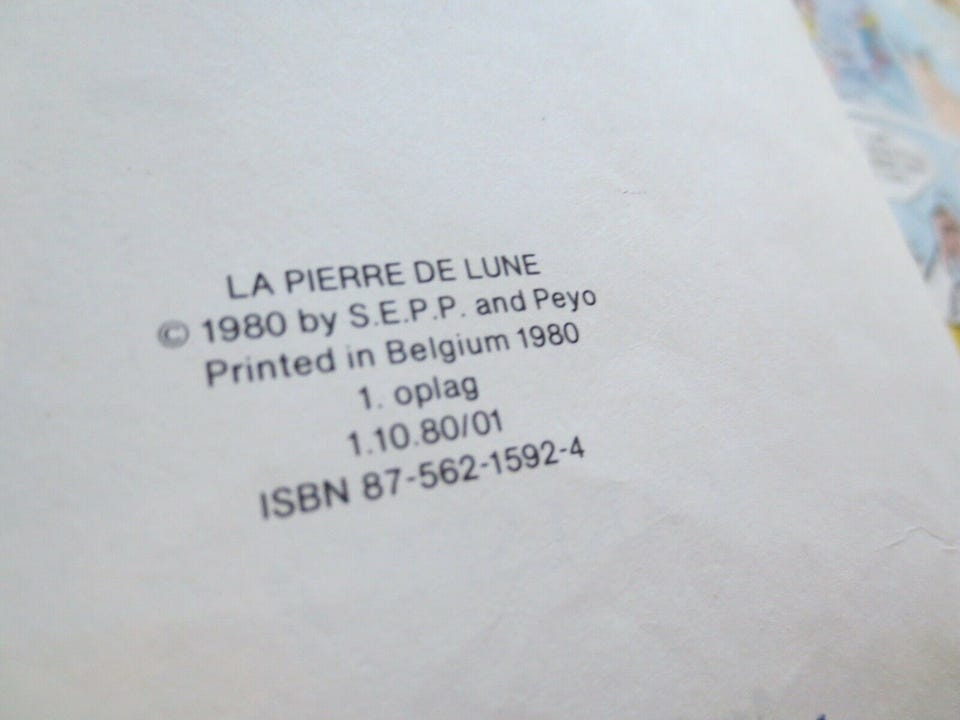 LA PIERRE DE LUNE
© 1980 by S.E.P.P. and Peyo
Printed in Belgium 1980
1. oplag
1.10.80/01
ISBN 87-562-1592-4